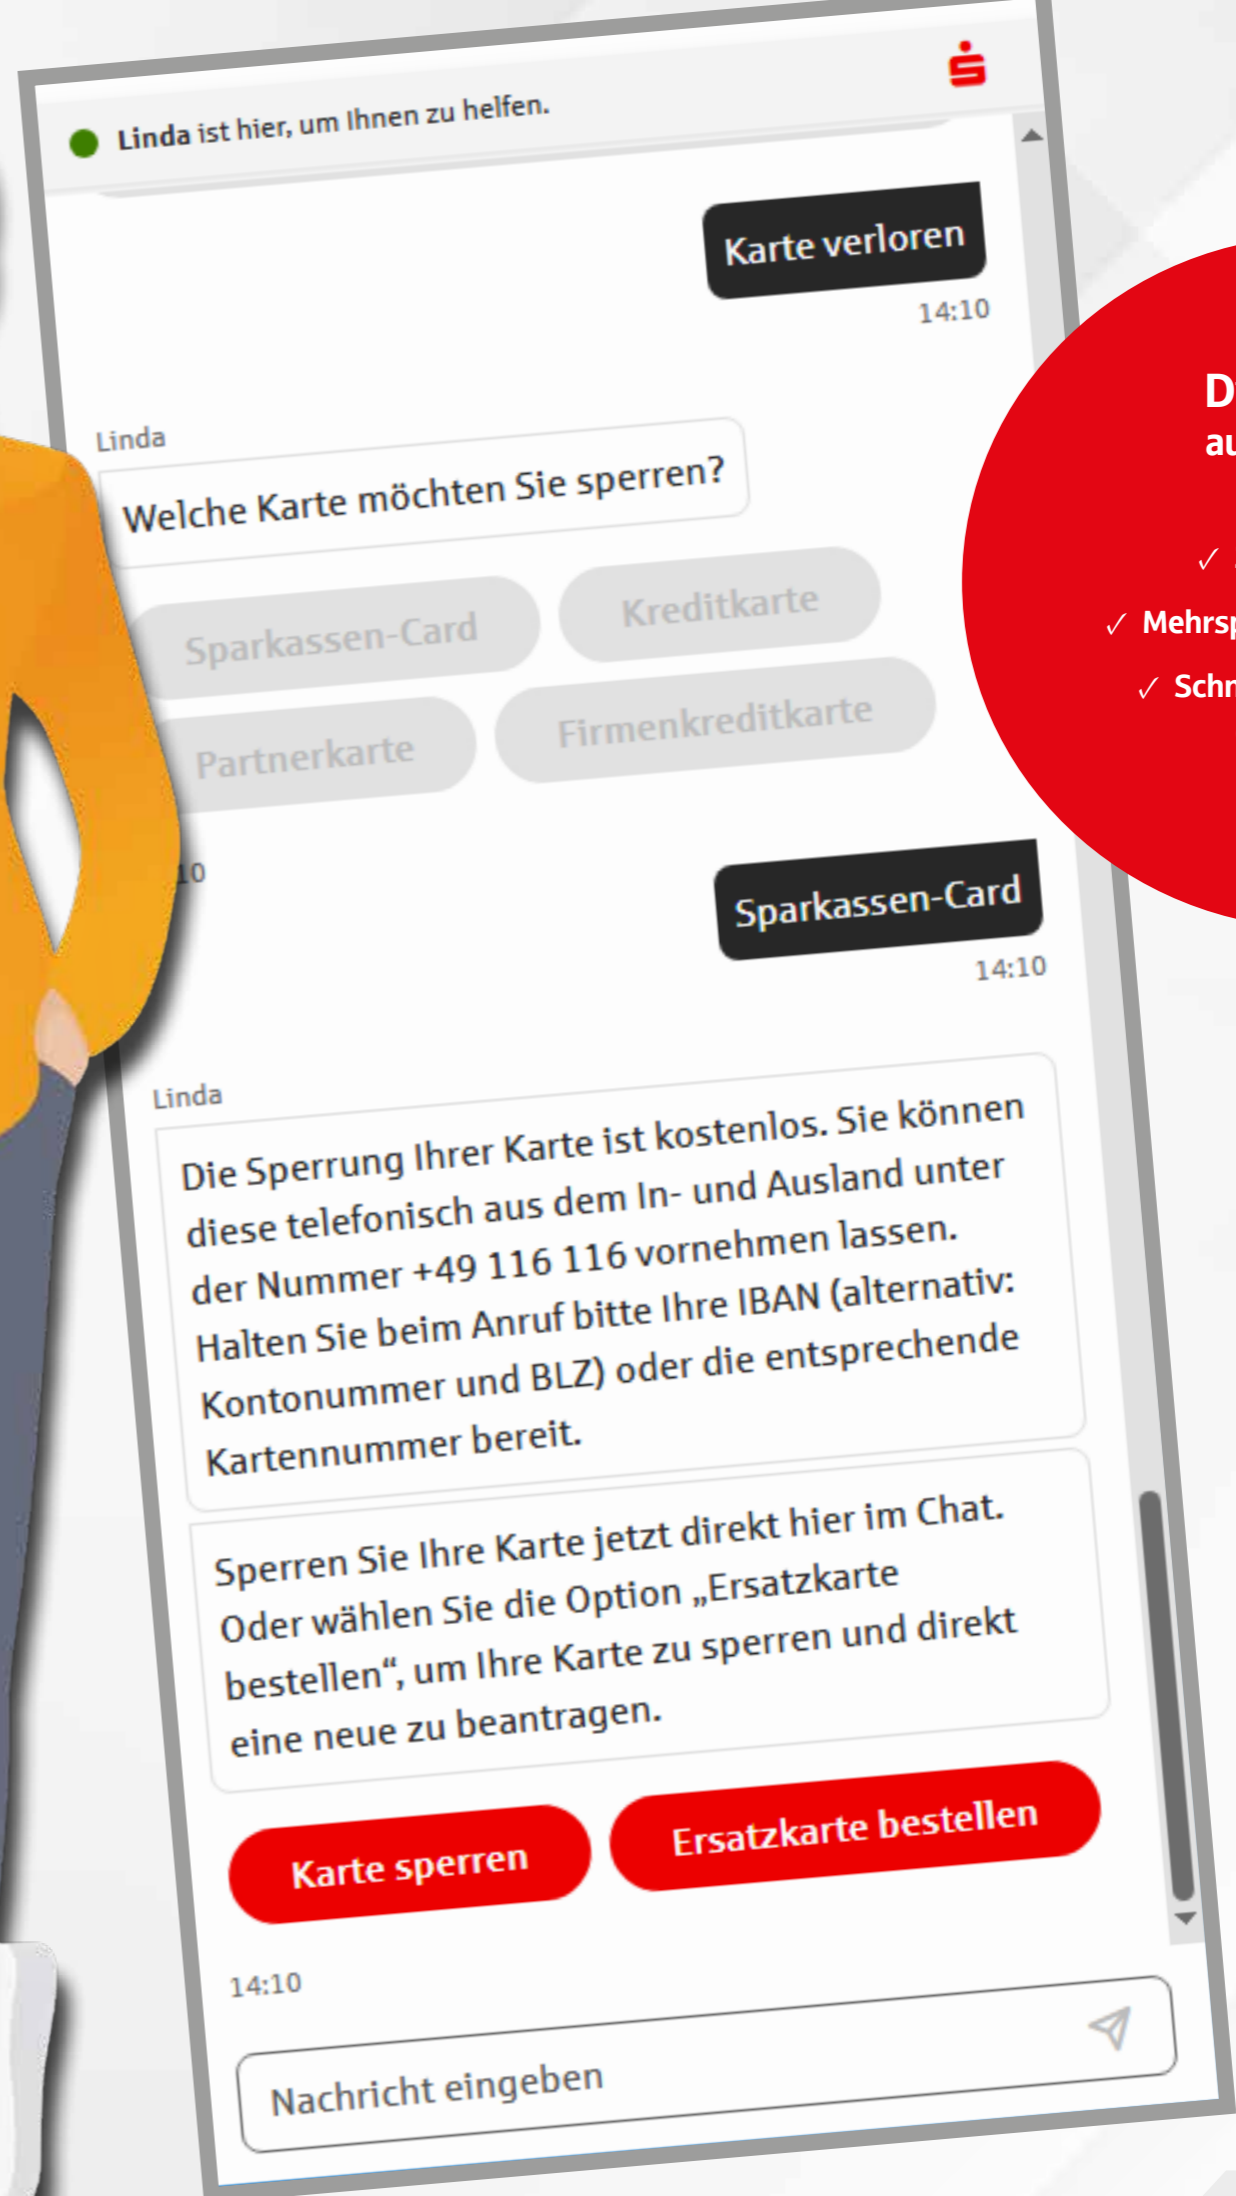 Linda ist hier, um Ihnen zu helfen.
Karte verloren
14:10
Linda
Welche Karte möchten Sie sperren?
Sparkassen-Card
Kreditkarte
Partnerkarte
Firmenkreditkarte
10
Sparkassen-Card
14:10
Linda
Die Sperrung Ihrer Karte ist kostenlos. Sie können
diese telefonisch aus dem In- und Ausland unter
der Nummer +49 116 116 vornehmen lassen.
Halten Sie beim Anruf bitte Ihre IBAN (alternativ:
Kontonummer und BLZ) oder die entsprechende
Kartennummer bereit.
Sperren Sie Ihre Karte jetzt direkt hier im Chat.
Oder wählen Sie die Option „Ersatzkarte
bestellen“, um Ihre Karte zu sperren und direkt
eine neue zu beantragen.
Karte sperren
Ersatzkarte bestellen
14:10
Nachricht eingeben